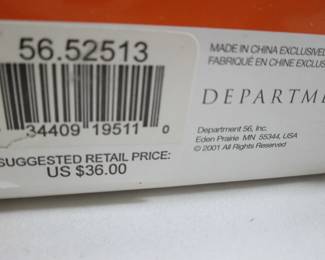 56.52513
34409 19511 0
SUGGESTED RETAIL PRICE:
US $36.00
MADE IN CHINA EXCLUSIVEL
FABRIQUÉ EN CHINE EXCLUSI
DEPARTME
Department 56, Inc.
Eden Prairie MN 55344, USA
© 2001 All Rights Reserved